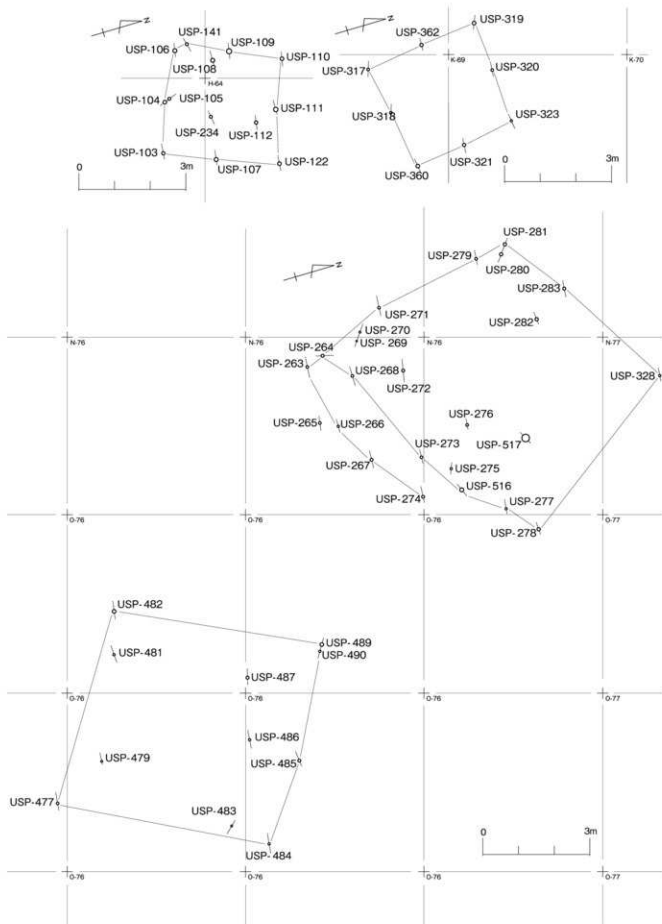 USP-141
USP-109
USP-106
USP-110
USP-108
H-64
USP-105
USP-104
USP-111
USP-234
USP-112
USP-103
USP-107
USP-122
0 3m
Z
USP-319
USP-362
K-69
K-70
USP-317
USP-320
USP-318
USP-323
USP-321
USP-360
0 3m
Z
USP-281
USP-279
USP-280
USP-283
USP-271
USP-282
USP-270
N-76
N-76
N-76
N-77
USP-269
USP-264
USP-263
USP-268
USP-328
USP-272
USP-276
USP-265
USP-266
USP-517
USP-273
USP-267
USP-275
USP-516
USP-274
USP-277
O-76
O-76
O-76
O-77
USP-278
Z
USP-482
USP-489
USP-481
USP-490
USP-487
O-76
O-76
O-76
O-77
USP-486
USP-479
USP-485
USP-477
USP-483
0 3m
USP-484
O-76
O-76
O-76
O-77